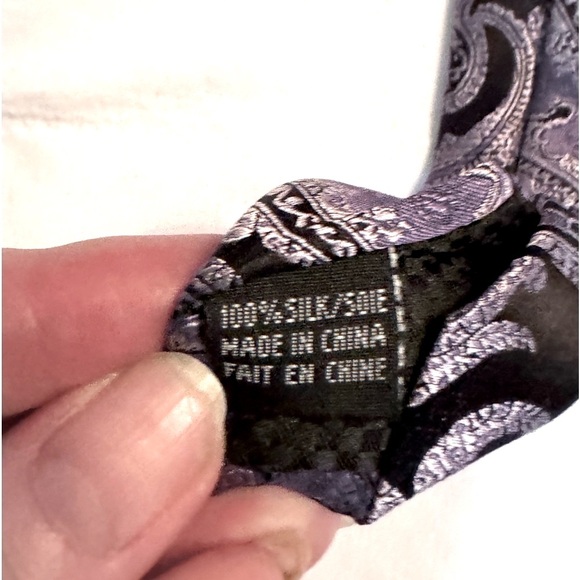 100% SILK/SOIE
MADE IN CHINA
FAIT EN CHINE